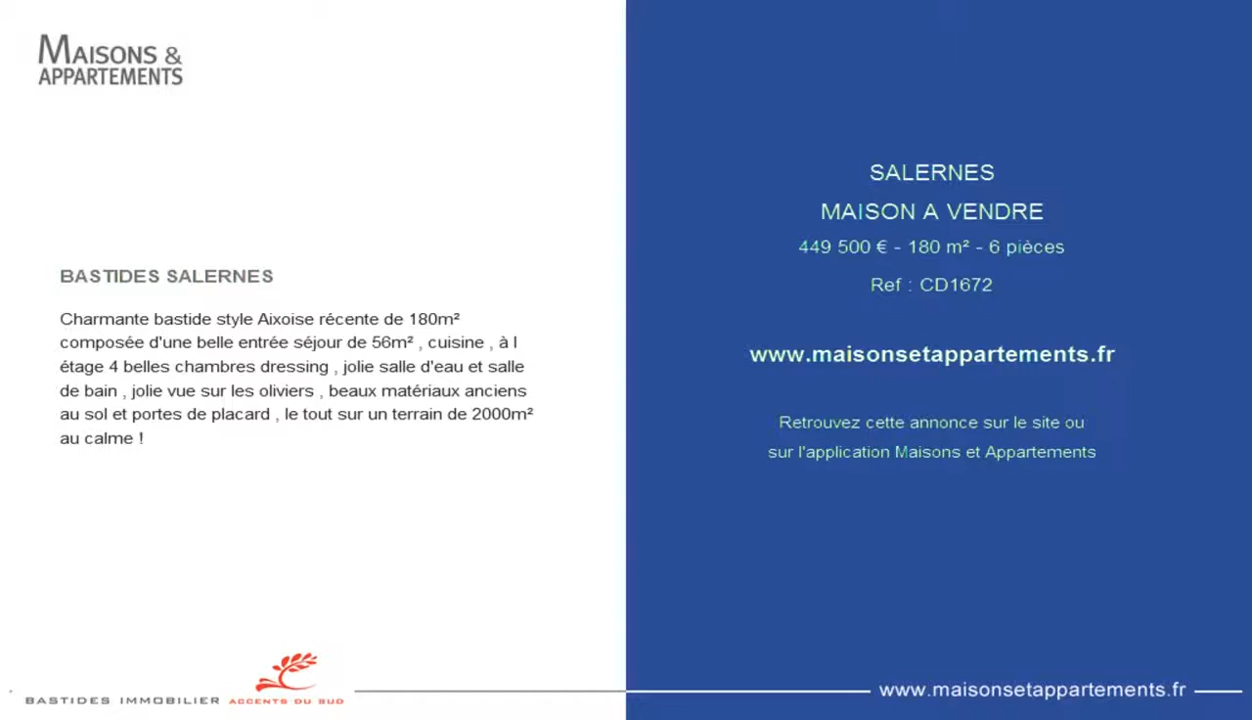 MAISONS &
APPARTEMENTS
BASTIDES SALERNES
Charmante bastide style Aixoise récente de 180m²
composée d'une belle entrée séjour de 56m² , cuisine , à l
étage 4 belles chambres dressing , jolie salle d'eau et salle
de bain , jolie vue sur les oliviers , beaux matériaux anciens
au sol et portes de placard , le tout sur un terrain de 2000m²
au calme !
BASTIDES IMMOBILIER ACCENTS DU SUD
SALERNES
MAISON A VENDRE
449 500 € - 180 m² - 6 pièces
Ref : CD1672
www.maisonsetappartements.fr
Retrouvez cette annonce sur le site ou
sur l'application Maisons et Appartements
www.maisonsetappartements.fr